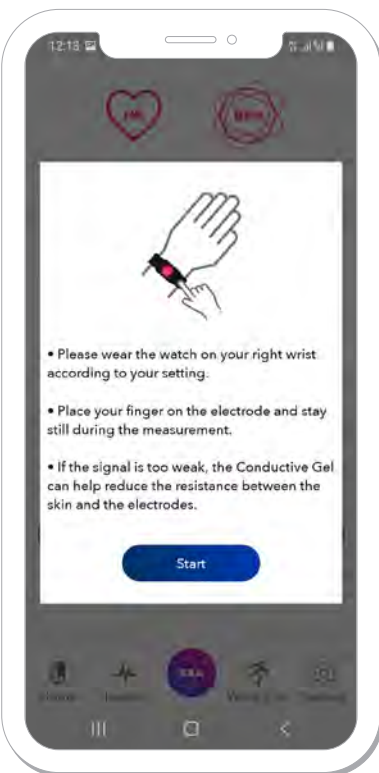 12:18
• Please wear the watch on your right wrist
according to your setting.
• Place your finger on the electrode and stay
still during the measurement.
• If the signal is too weak, the Conductive Gel
can help reduce the resistance between the
skin and the electrodes.
Start